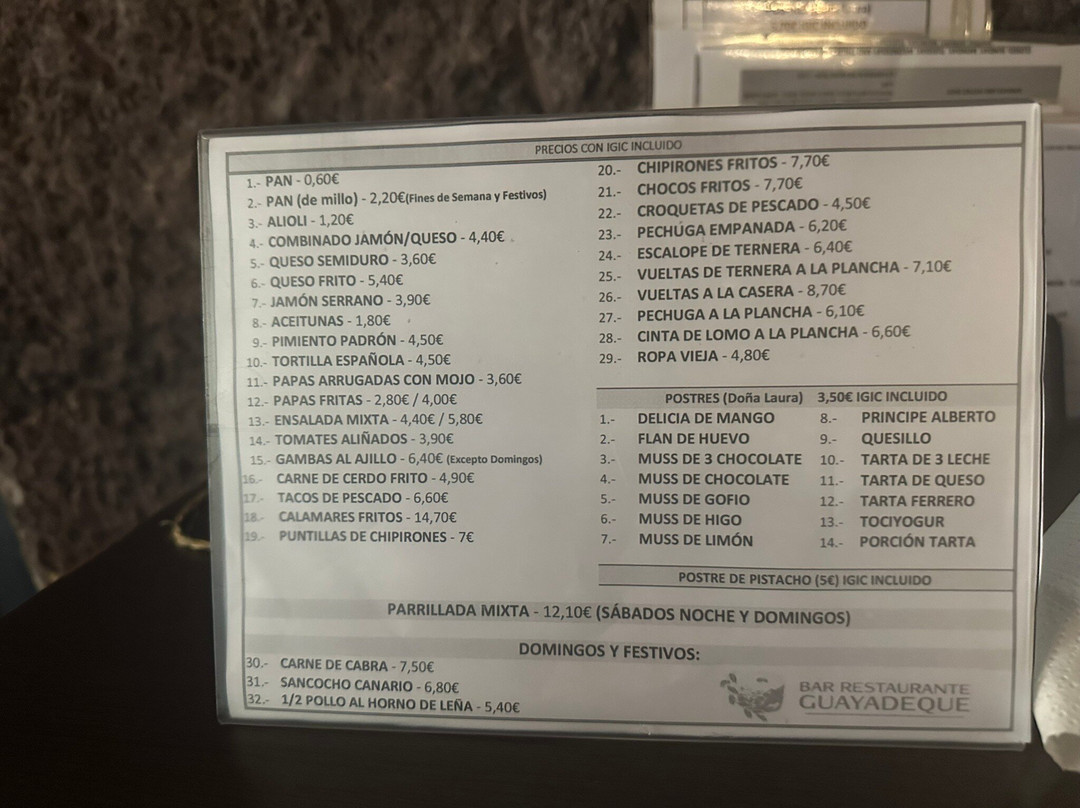 PRECIOS CON IGIC INCLUIDO
1.- PAN - 0,60€
2.- PAN (de millo) - 2,20€(Fines de Semana y Festivos)
3.- ALIOLI - 1,20€
4.- COMBINADO JAMÓN/QUESO - 4,40€
5.- QUESO SEMIDURO - 3,60€
6.- QUESO FRITO - 5,40€
7.- JAMÓN SERRANO - 3,90€
8.- ACEITUNAS - 1,80€
9.- PIMIENTO PADRÓN - 4,50€
10.- TORTILLA ESPAÑOLA - 4,50€
11.- PAPAS ARRUGADAS CON MOJO - 3,60€
12.- PAPAS FRITAS - 2,80€ / 4,00€
13.- ENSALADA MIXTA - 4,40€ / 5,80€
14.- TOMATES ALIÑADOS - 3,90€
15.- GAMBAS AL AJILLO - 6,40€ (Excepto Domingos)
16.- CARNE DE CERDO FRITO - 4,90€
17.- TACOS DE PESCADO - 6,60€
18.- CALAMARES FRITOS - 14,70€
19.- PUNTILLAS DE CHIPIRONES - 7€
20.- CHIPIRONES FRITOS - 7,70€
21.- CHOCOS FRITOS - 7,70€
22.- CROQUETAS DE PESCADO - 4,50€
23.- PECHUGA EMPANADA - 6,20€
24.- ESCALOPE DE TERNERA - 6,40€
25.- VUELTAS DE TERNERA A LA PLANCHA - 7,10€
26.- VUELTAS A LA CASERA - 8,70€
27.- PECHUGA A LA PLANCHA - 6,10€
28.- CINTA DE LOMO A LA PLANCHA - 6,60€
29.- ROPA VIEJA - 4,80€
POSTRES (Doña Laura) 3,50€ IGIC INCLUIDO
1.- DELICIA DE MANGO
2.- FLAN DE HUEVO
3.- MUSS DE 3 CHOCOLATE
4.- MUSS DE CHOCOLATE
5.- MUSS DE GOFIO
6.- MUSS DE HIGO
7.- MUSS DE LIMÓN
8.- PRINCIPE ALBERTO
9.- QUESILLO
10.- TARTA DE 3 LECHE
11.- TARTA DE QUESO
12.- TARTA FERRERO
13.- TOCIYOGUR
14.- PORCIÓN TARTA
POSTRE DE PISTACHO (5€) IGIC INCLUIDO
PARRILLADA MIXTA - 12,10€ (SÁBADOS NOCHE Y DOMINGOS)
DOMINGOS Y FESTIVOS:
30.- CARNE DE CABRA - 7,50€
31.- SANCOCHO CANARIO - 6,80€
32.- 1/2 POLLO AL HORNO DE LEÑA - 5,40€
BAR RESTAURANTE
GUAYADEQUE